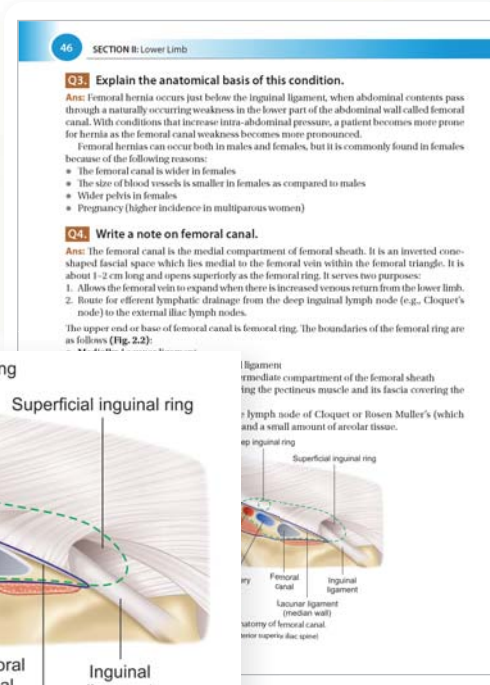 46 SECTION II: Lower Limb
Q3. Explain the anatomical basis of this condition.
Ans: Femoral hernia occurs just below the inguinal ligament, when abdominal contents pass
through a naturally occurring weakness in the lower part of the abdominal wall called femoral
canal. With conditions that increase intra-abdominal pressure, a patient becomes more prone
for hernia as the femoral canal weakness becomes more pronounced.
Femoral hernias can occur both in males and females, but it is commonly found in females
because of the following reasons:
• The femoral canal is wider in females
• The size of blood vessels is smaller in females as compared to males
• Wider pelvis in females
• Pregnancy (higher incidence in multiparous women)
Q4. Write a note on femoral canal.
Ans: The femoral canal is the medial compartment of femoral sheath. It is an inverted cone-
shaped fascial space which lies medial to the femoral vein within the femoral triangle. It is
about 1–2 cm long and opens superiorly as the femoral ring. It serves two purposes:
1. Allows the femoral vein to expand when there is increased venous return from the lower limb.
2. Route for efferent lymphatic drainage from the deep inguinal lymph node (e.g., Cloquet's
node) to the external iliac lymph nodes.
The upper end or base of femoral canal is femoral ring. The boundaries of the femoral ring are
as follows (Fig. 2.2):
ligament
rmediate compartment of the femoral sheath
ing the pectineus muscle and its fascia covering the
lymph node of Cloquet or Rosen Muller's (which
and a small amount of areolar tissue.
ep inguinal ring
Superficial inguinal ring
ery
Femoral
canal
Inguinal
ligament
Lacunar ligament
(median wall)
natomy of femoral canal
terior superior iliac spine)
ng
Superficial inguinal ring
oral
Inguinal